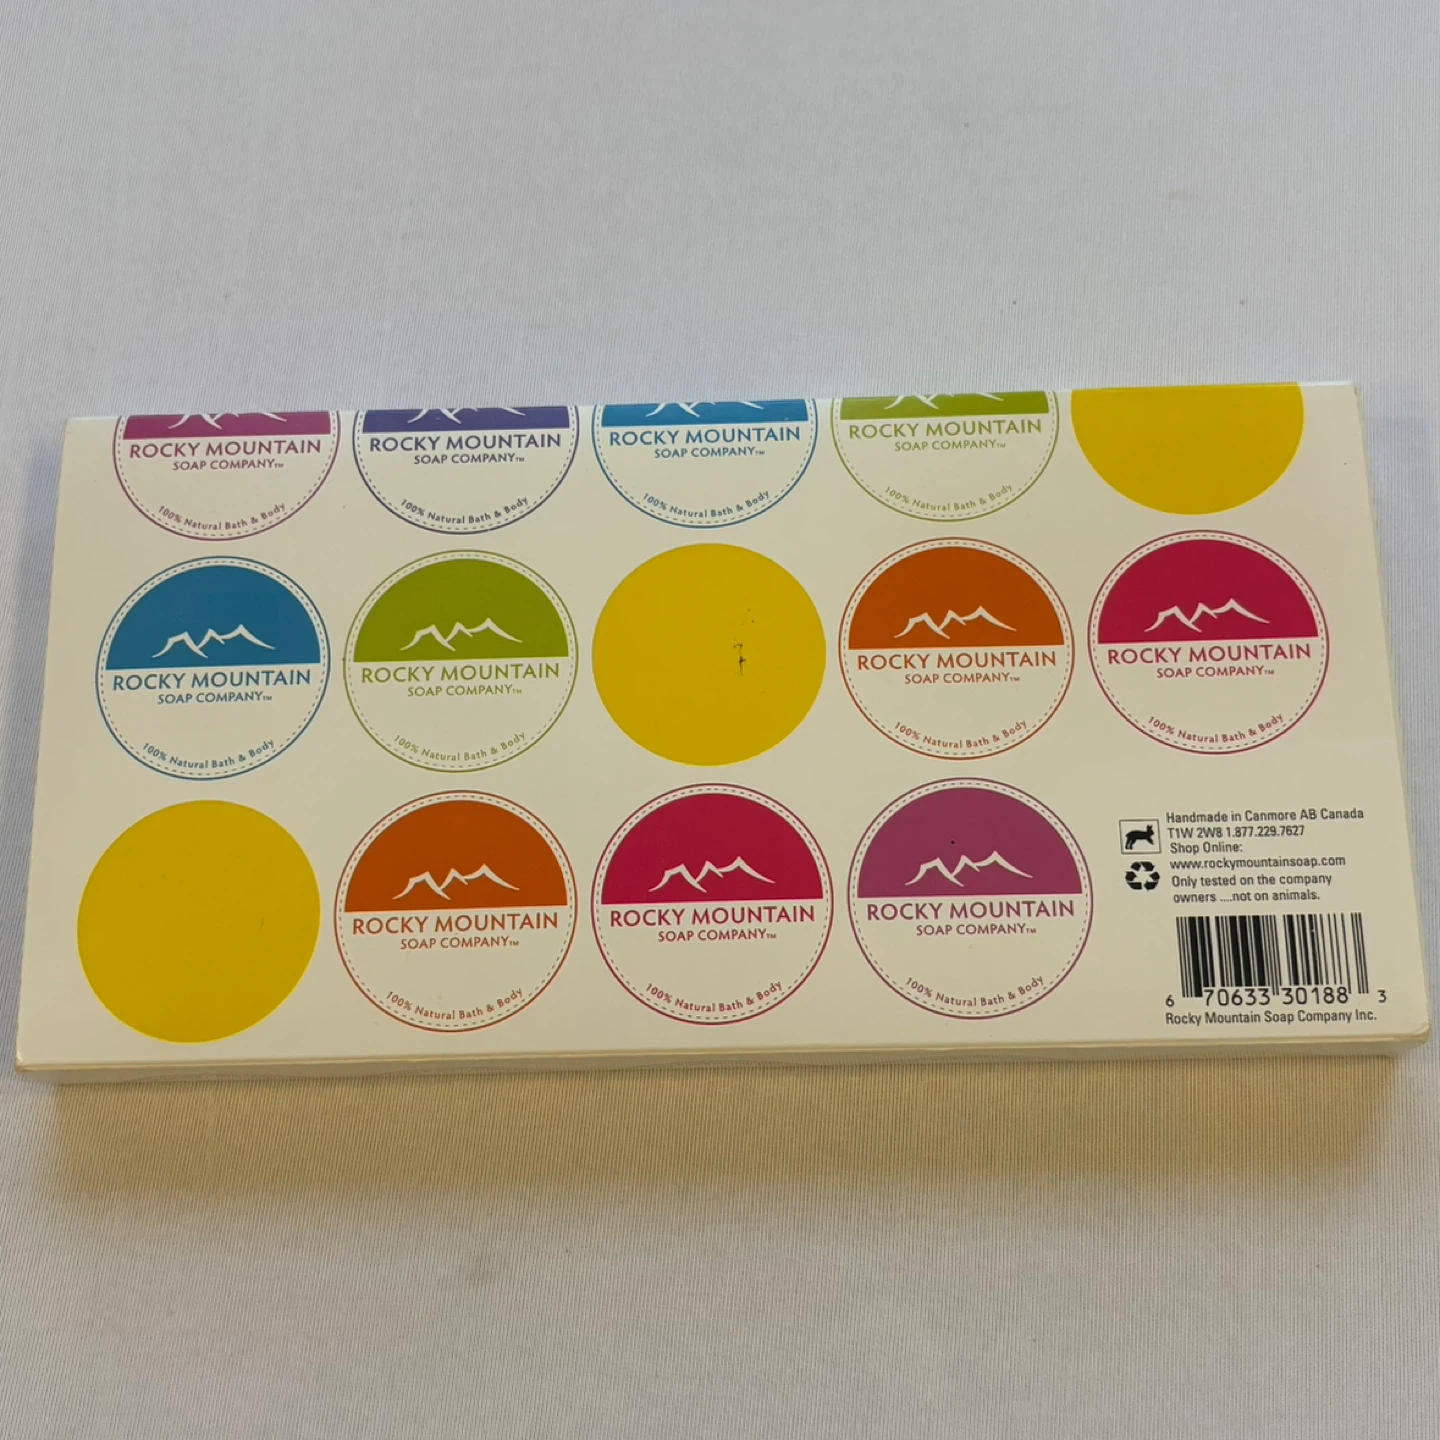 ROCKY MOUNTAIN
SOAP COMPANY™
100% Natural Bath & Body
ROCKY MOUNTAIN
SOAP COMPANY™
100% Natural Bath & Body
ROCKY MOUNTAIN
SOAP COMPANY™
100% Natural Bath & Body
ROCKY MOUNTAIN
SOAP COMPANY™
100% Natural Bath & Body
ROCKY MOUNTAIN
SOAP COMPANY™
100% Natural Bath & Body
ROCKY MOUNTAIN
SOAP COMPANY™
100% Natural Bath & Body
ROCKY MOUNTAIN
SOAP COMPANY™
100% Natural Bath & Body
ROCKY MOUNTAIN
SOAP COMPANY™
100% Natural Bath & Body
ROCKY MOUNTAIN
SOAP COMPANY™
100% Natural Bath & Body
ROCKY MOUNTAIN
SOAP COMPANY™
100% Natural Bath & Body
ROCKY MOUNTAIN
SOAP COMPANY™
100% Natural Bath & Body
Handmade in Canmore AB Canada
T1W 2W8 1.877.229.7627
Shop Online:
www.rockymountainsoap.com
Only tested on the company
owners ....not on animals.
6 70633 30188 3
Rocky Mountain Soap Company Inc.